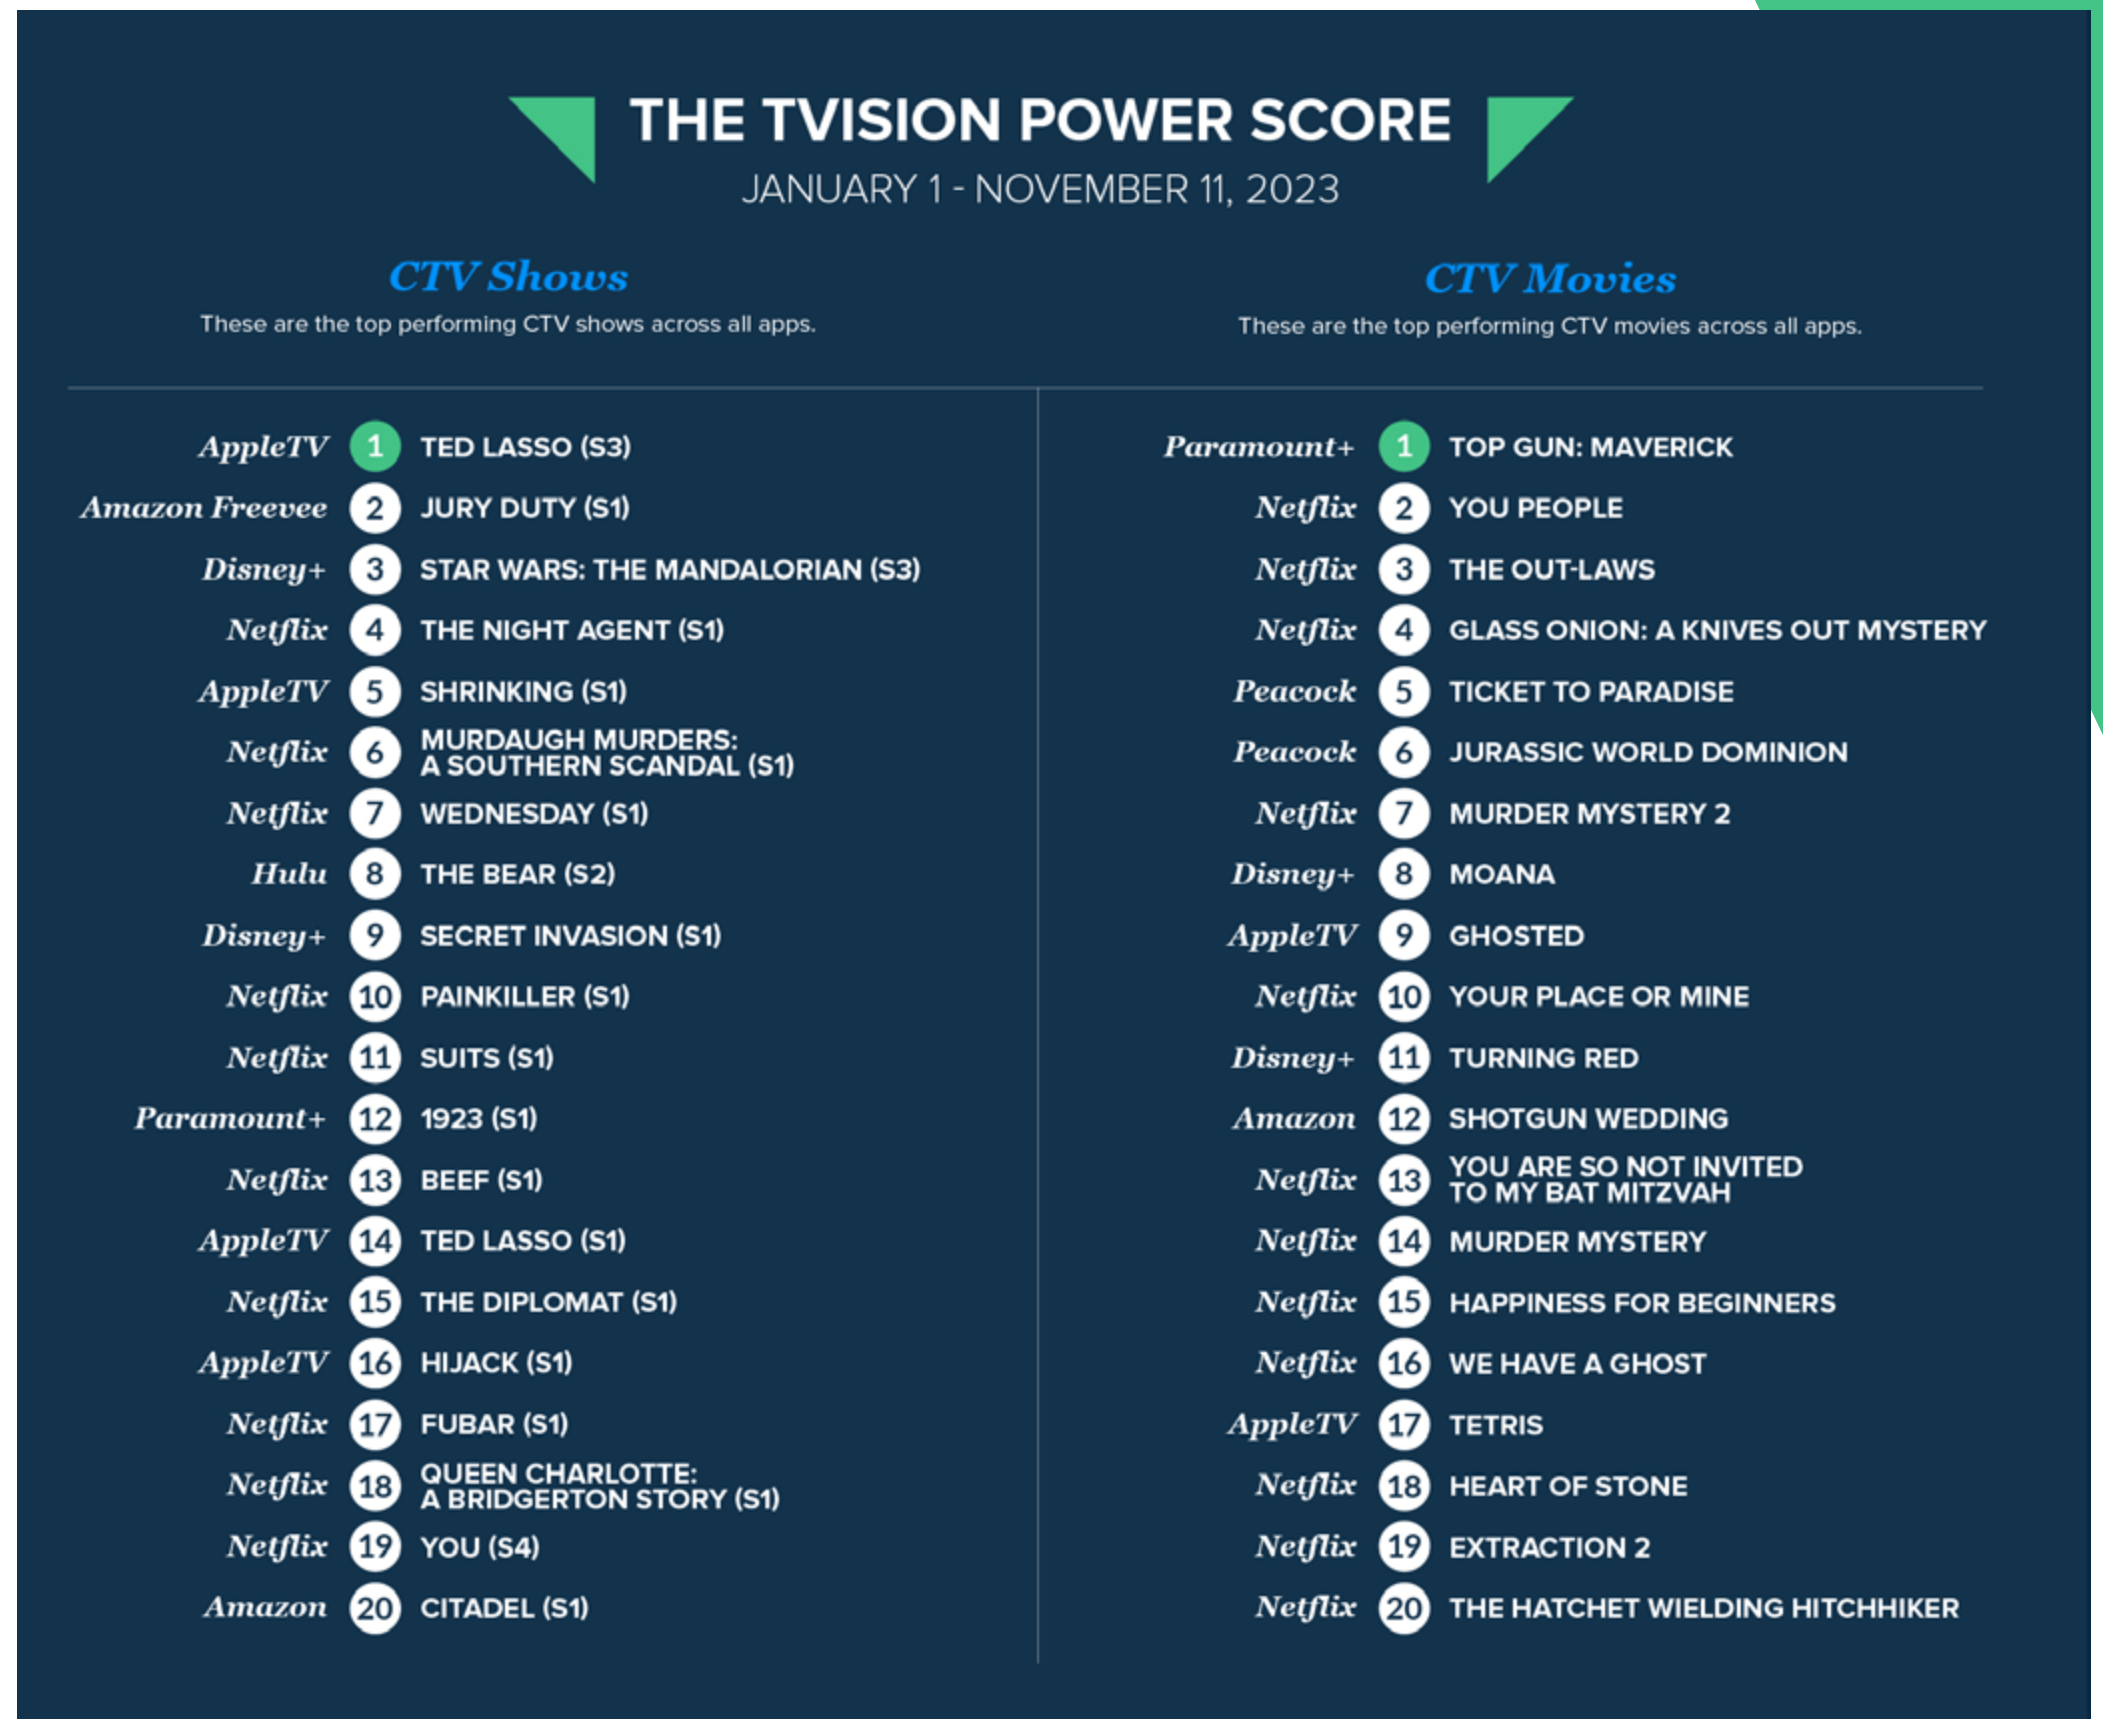 THE TVISION POWER SCORE
JANUARY 1 - NOVEMBER 11, 2023
CTV Shows
These are the top performing CTV shows across all apps.
AppleTV 1 TED LASSO (S3)
Amazon Freevee 2 JURY DUTY (S1)
Disney+ 3 STAR WARS: THE MANDALORIAN (S3)
Netflix 4 THE NIGHT AGENT (S1)
AppleTV 5 SHRINKING (S1)
Netflix 6 MURDAUGH MURDERS:
A SOUTHERN SCANDAL (S1)
Netflix 7 WEDNESDAY (S1)
Hulu 8 THE BEAR (S2)
Disney+ 9 SECRET INVASION (S1)
Netflix 10 PAINKILLER (S1)
Netflix 11 SUITS (S1)
Paramount+ 12 1923 (S1)
Netflix 13 BEEF (S1)
AppleTV 14 TED LASSO (S1)
Netflix 15 THE DIPLOMAT (S1)
AppleTV 16 HIJACK (S1)
Netflix 17 FUBAR (S1)
Netflix 18 QUEEN CHARLOTTE:
A BRIDGERTON STORY (S1)
Netflix 19 YOU (S4)
Amazon 20 CITADEL (S1)
CTV Movies
These are the top performing CTV movies across all apps.
Paramount+ 1 TOP GUN: MAVERICK
Netflix 2 YOU PEOPLE
Netflix 3 THE OUT-LAWS
Netflix 4 GLASS ONION: A KNIVES OUT MYSTERY
Peacock 5 TICKET TO PARADISE
Peacock 6 JURASSIC WORLD DOMINION
Netflix 7 MURDER MYSTERY 2
Disney+ 8 MOANA
AppleTV 9 GHOSTED
Netflix 10 YOUR PLACE OR MINE
Disney+ 11 TURNING RED
Amazon 12 SHOTGUN WEDDING
Netflix 13 YOU ARE SO NOT INVITED
TO MY BAT MITZVAH
Netflix 14 MURDER MYSTERY
Netflix 15 HAPPINESS FOR BEGINNERS
Netflix 16 WE HAVE A GHOST
AppleTV 17 TETRIS
Netflix 18 HEART OF STONE
Netflix 19 EXTRACTION 2
Netflix 20 THE HATCHET WIELDING HITCHHIKER